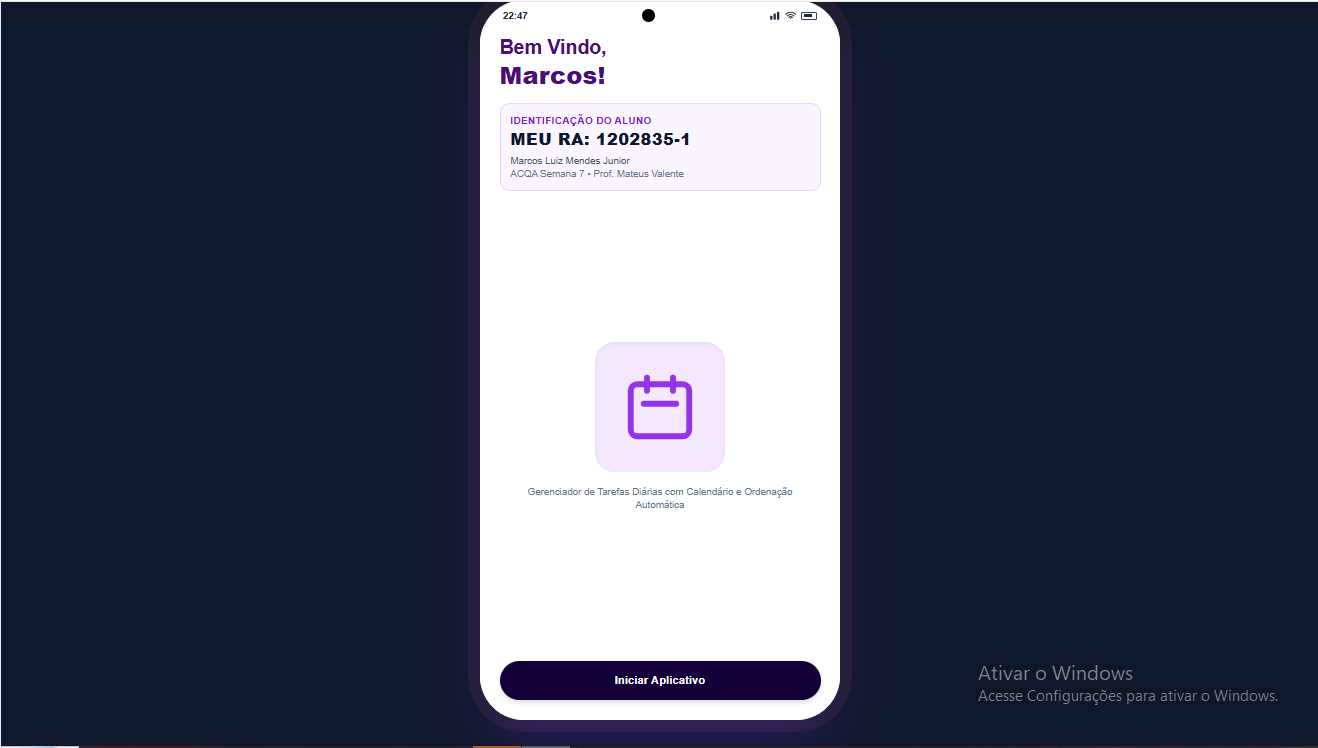 22:47
Bem Vindo,
Marcos!
IDENTIFICAÇÃO DO ALUNO
MEU RA: 1202835-1
Marcos Luiz Mendes Junior
ACQA Semana 7 • Prof. Mateus Valente
Gerenciador de Tarefas Diárias com Calendário e Ordenação
Automática
Iniciar Aplicativo
Ativar o Windows
Acesse Configurações para ativar o Windows.